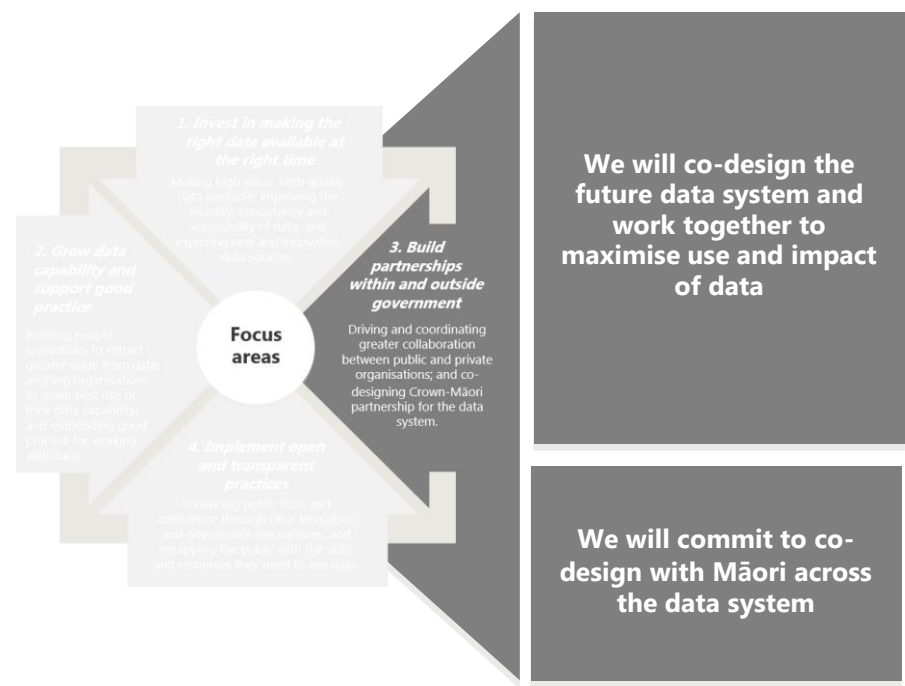 1. Invest in making the
right data available at
the right time
Making high value, high quality
data available; improving the
visibility, consistency and
accessibility of data; and
exploring new and innovative
data sources.
2. Grow data
capability and
support good
practice
Building people
capabilities to extract
greater value from data;
aligning organisations
to make best use of
their data capability;
and embedding good
practice for working
with data.
Focus
areas
3. Build
partnerships
within and outside
government
Driving and coordinating
greater collaboration
between public and private
organisations; and co-
designing Crown-Māori
partnership for the data
system.
4. Implement open
and transparent
practices
Enhancing public trust and
confidence through clear legislation
and governance mechanisms; and
equipping the public with the skills
and resources they need to use data.
We will co-design the
future data system and
work together to
maximise use and impact
of data
We will commit to co-
design with Māori across
the data system